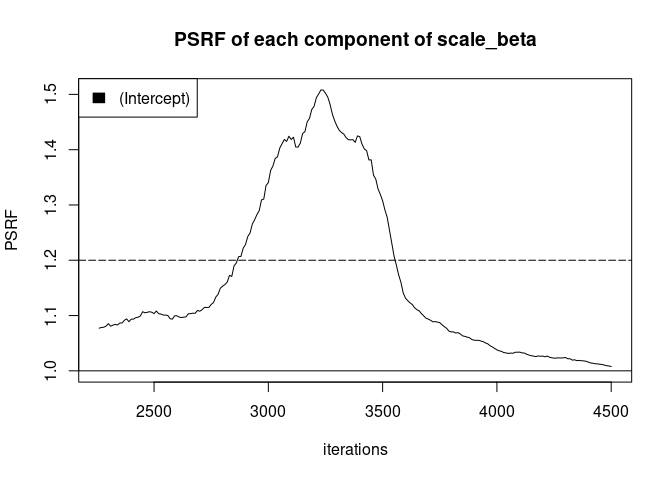 PSRF of each component of scale_beta
(Intercept)
PSRF
1.5
1.4
1.3
1.2
1.1
1.0
2500 3000 3500 4000 4500
iterations